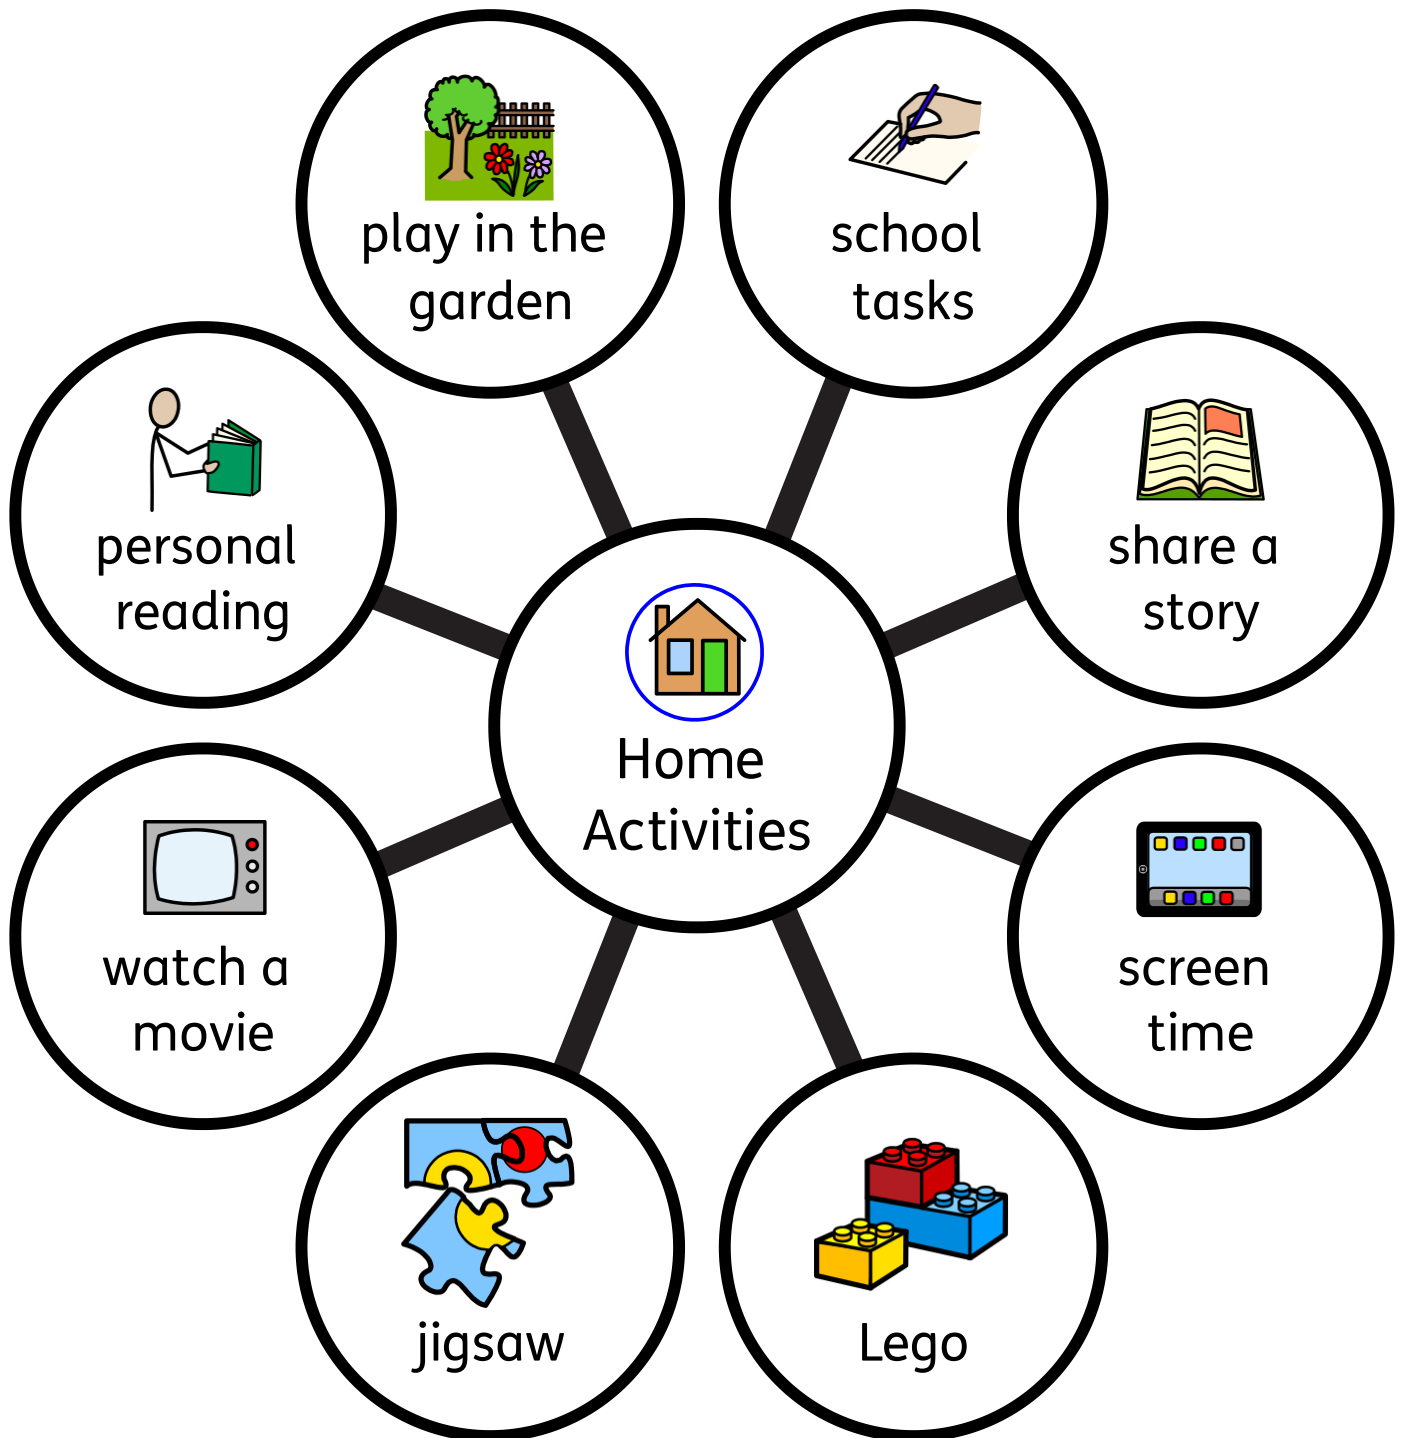 play in the
garden
school
tasks
personal
reading
share a
story
Home
Activities
watch a
movie
screen
time
jigsaw
Lego